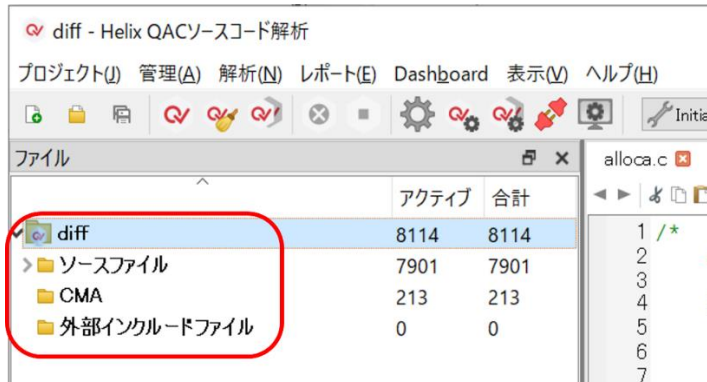 diff - Helix QACソースコード解析
プロジェクト(J) 管理(A) 解析(N) レポート(E) Dashboard 表示(V) ヘルプ(H)
Initia
ファイル
alloca.c
アクティブ 合計
diff 8114 8114
ソースファイル 7901 7901
CMA 213 213
外部インクルードファイル 0 0
1 /*
2
3
4
5
6
7